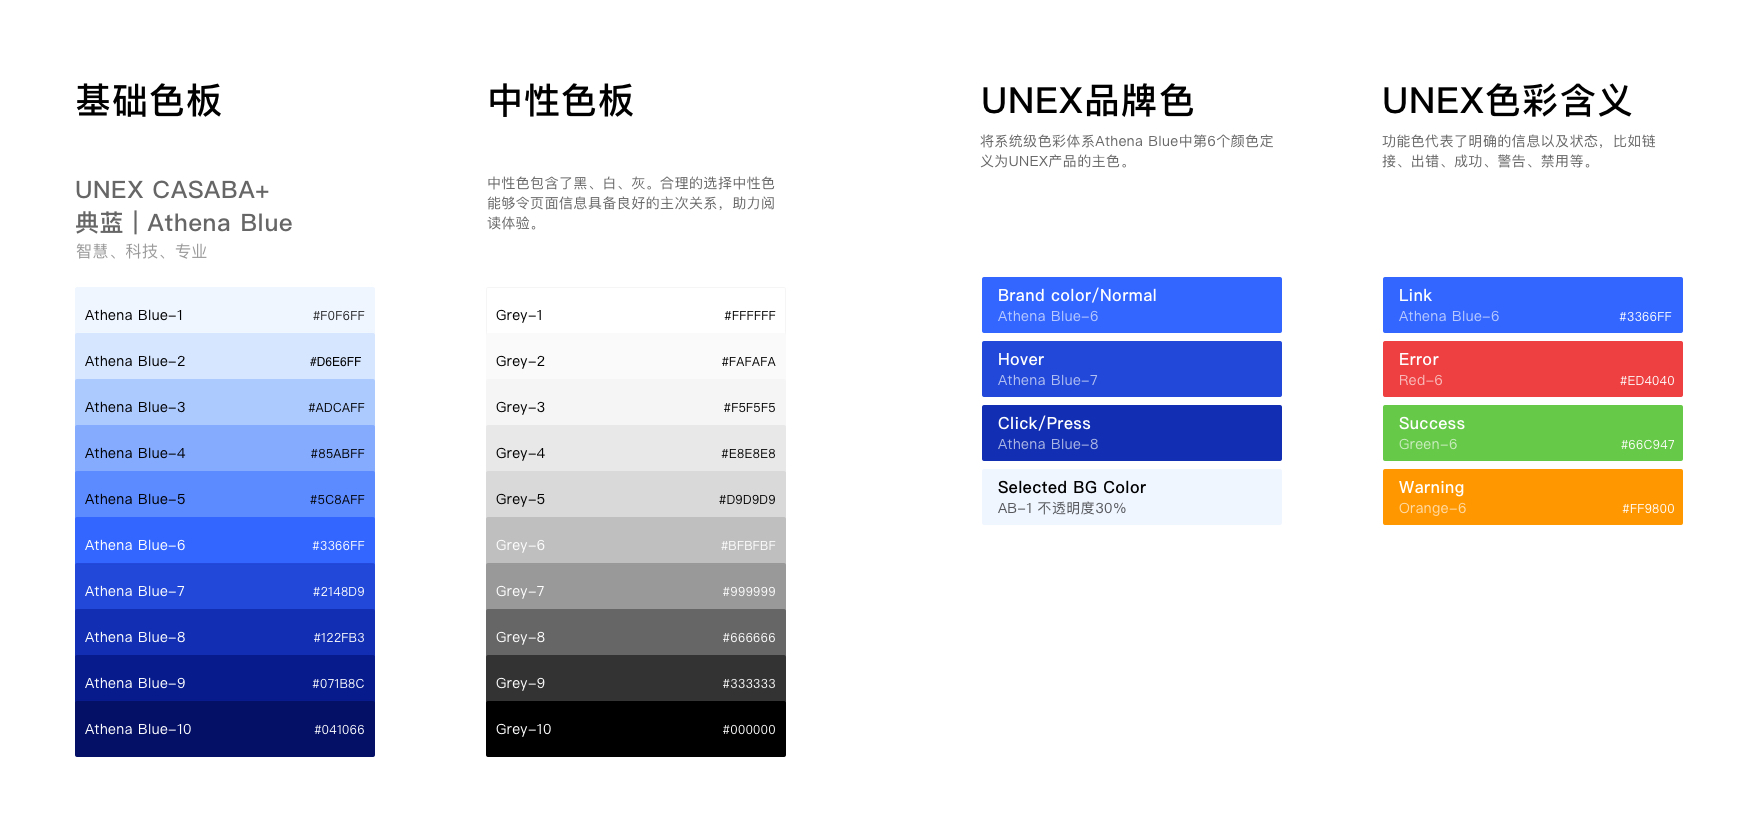 基础色板
UNEX CASABA+
典蓝 | Athena Blue
智慧、科技、专业
Athena Blue-1 #F0F6FF
Athena Blue-2 #D6E6FF
Athena Blue-3 #ADCAFF
Athena Blue-4 #85ABFF
Athena Blue-5 #5C8AFF
Athena Blue-6 #3366FF
Athena Blue-7 #2148D9
Athena Blue-8 #122FB3
Athena Blue-9 #071B8C
Athena Blue-10 #041066
中性色板
中性色包含了黑、白、灰。合理的选择中性色
能够令页面信息具备良好的主次关系，助力阅
读体验。
Grey-1 #FFFFFF
Grey-2 #FAFAFA
Grey-3 #F5F5F5
Grey-4 #E8E8E8
Grey-5 #D9D9D9
Grey-6 #BFBFBF
Grey-7 #999999
Grey-8 #666666
Grey-9 #333333
Grey-10 #000000
UNEX品牌色
将系统级色彩体系Athena Blue中第6个颜色定
义为UNEX产品的主色。
Brand color/Normal
Athena Blue-6
Hover
Athena Blue-7
Click/Press
Athena Blue-8
Selected BG Color
AB-1 不透明度30%
UNEX色彩含义
功能色代表了明确的信息以及状态，比如链
接、出错、成功、警告、禁用等。
Link
Athena Blue-6 #3366FF
Error
Red-6 #ED4040
Success
Green-6 #66C947
Warning
Orange-6 #FF9800